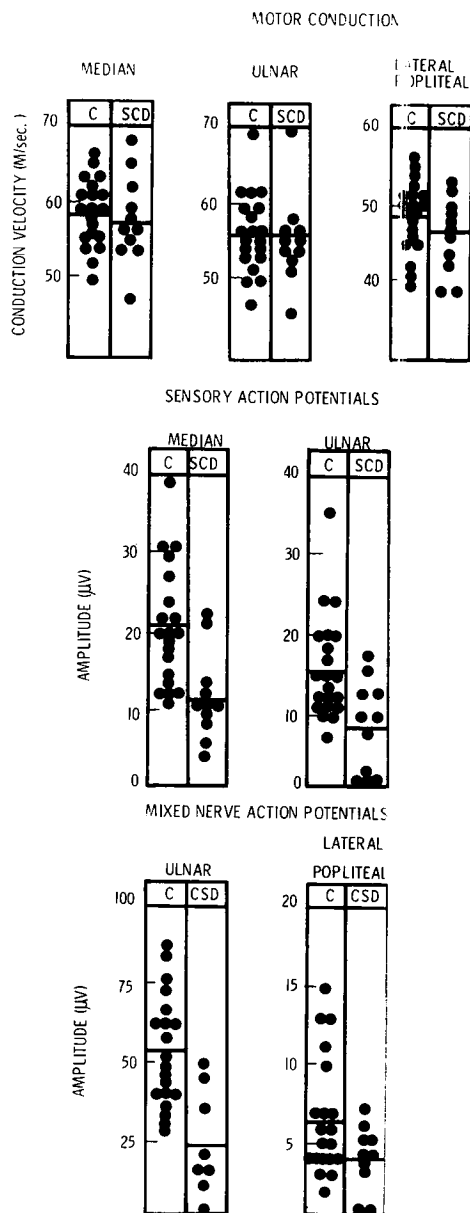 MOTOR CONDUCTION
MEDIAN
ULNAR
LATERAL
POPLITEAL
C SCD
C SCD
C SCD
CONDUCTION VELOCITY (M/sec.)
70
60
50
70
60
50
60
50
40
SENSORY ACTION POTENTIALS
MEDIAN
ULNAR
C SCD
C SCD
AMPLITUDE (μV)
40
30
20
10
0
40
30
20
10
0
MIXED NERVE ACTION POTENTIALS
ULNAR
LATERAL
POPLITEAL
C CSD
C CSD
AMPLITUDE (μV)
100
75
50
25
20
15
10
5